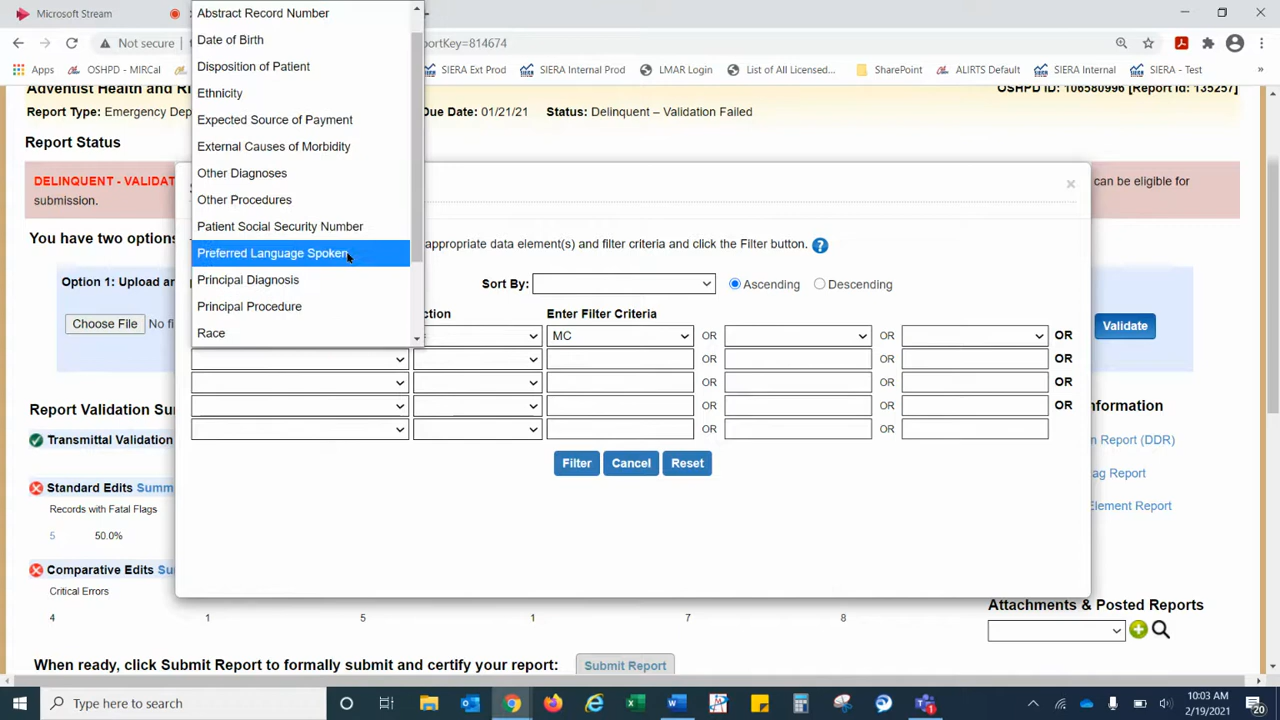 Microsoft Stream
Abstract Record Number
Not secure
ortKey=814674
Date of Birth
Apps
OSHPD - MIRCal
SIERA Ext Prod
SIERA Internal Prod
LMAR Login
List of All Licensed...
SharePoint
ALIRTS Default
SIERA Internal
SIERA - Test
»
Disposition of Patient
Adventist Health and Ri
OSHPD: 106580996 [Report Id: 135257]
Ethnicity
Report Type: Emergency Dep
Due Date: 01/21/21
Status: Delinquent – Validation Failed
Expected Source of Payment
Report Status
External Causes of Morbidity
Other Diagnoses
DELINQUENT - VALIDAT
can be eligible for
submission.
Other Procedures
Patient Social Security Number
You have two option
Preferred Language Spoken
appropriate data element(s) and filter criteria and click the Filter button.
?
Option 1: Upload an
Principal Diagnosis
Sort By:
Ascending
Descending
Principal Procedure
ction
Enter Filter Criteria
Choose File No fi
Race
MC
OR
OR
OR
Validate
OR
OR
OR
OR
OR
OR
OR
OR
OR
OR
OR
Report Validation Su
nformation
Transmittal Validation
n Report (DDR)
Filter
Cancel
Reset
ag Report
Standard Edits Summ
Records with Fatal Flags
Element Report
5 50.0%
Comparative Edits Su
Critical Errors
Attachments & Posted Reports
4 1 5 1 7 8
When ready, click Submit Report to formally submit and certify your report:
Submit Report
Type here to search
10:03 AM
2/19/2021
20